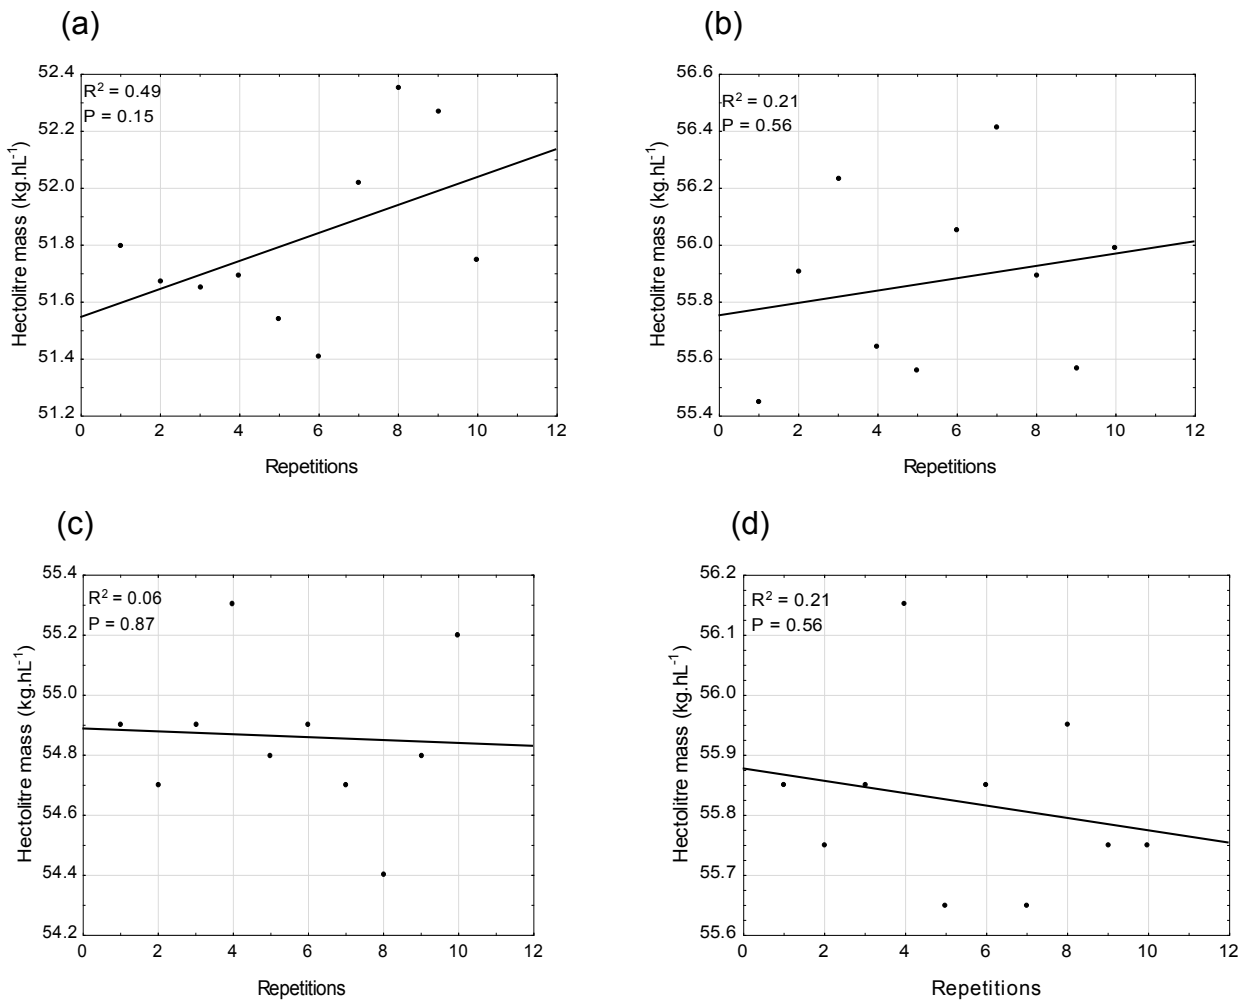 (a)
R² = 0.49
P = 0.15
52.4
52.2
52.0
51.8
51.6
51.4
51.2
Hectolitre mass (kg.hL⁻¹)
0 2 4 6 8 10 12
Repetitions
(b)
R² = 0.21
P = 0.56
56.6
56.4
56.2
56.0
55.8
55.6
55.4
Hectolitre mass (kg.hL⁻¹)
0 2 4 6 8 10 12
Repetitions
(c)
R² = 0.06
P = 0.87
55.4
55.2
55.0
54.8
54.6
54.4
54.2
Hectolitre mass (kg.hL⁻¹)
0 2 4 6 8 10 12
Repetitions
(d)
R² = 0.21
P = 0.56
56.2
56.1
56.0
55.9
55.8
55.7
55.6
Hectolitre mass (kg.hL⁻¹)
0 2 4 6 8 10 12
Repetitions